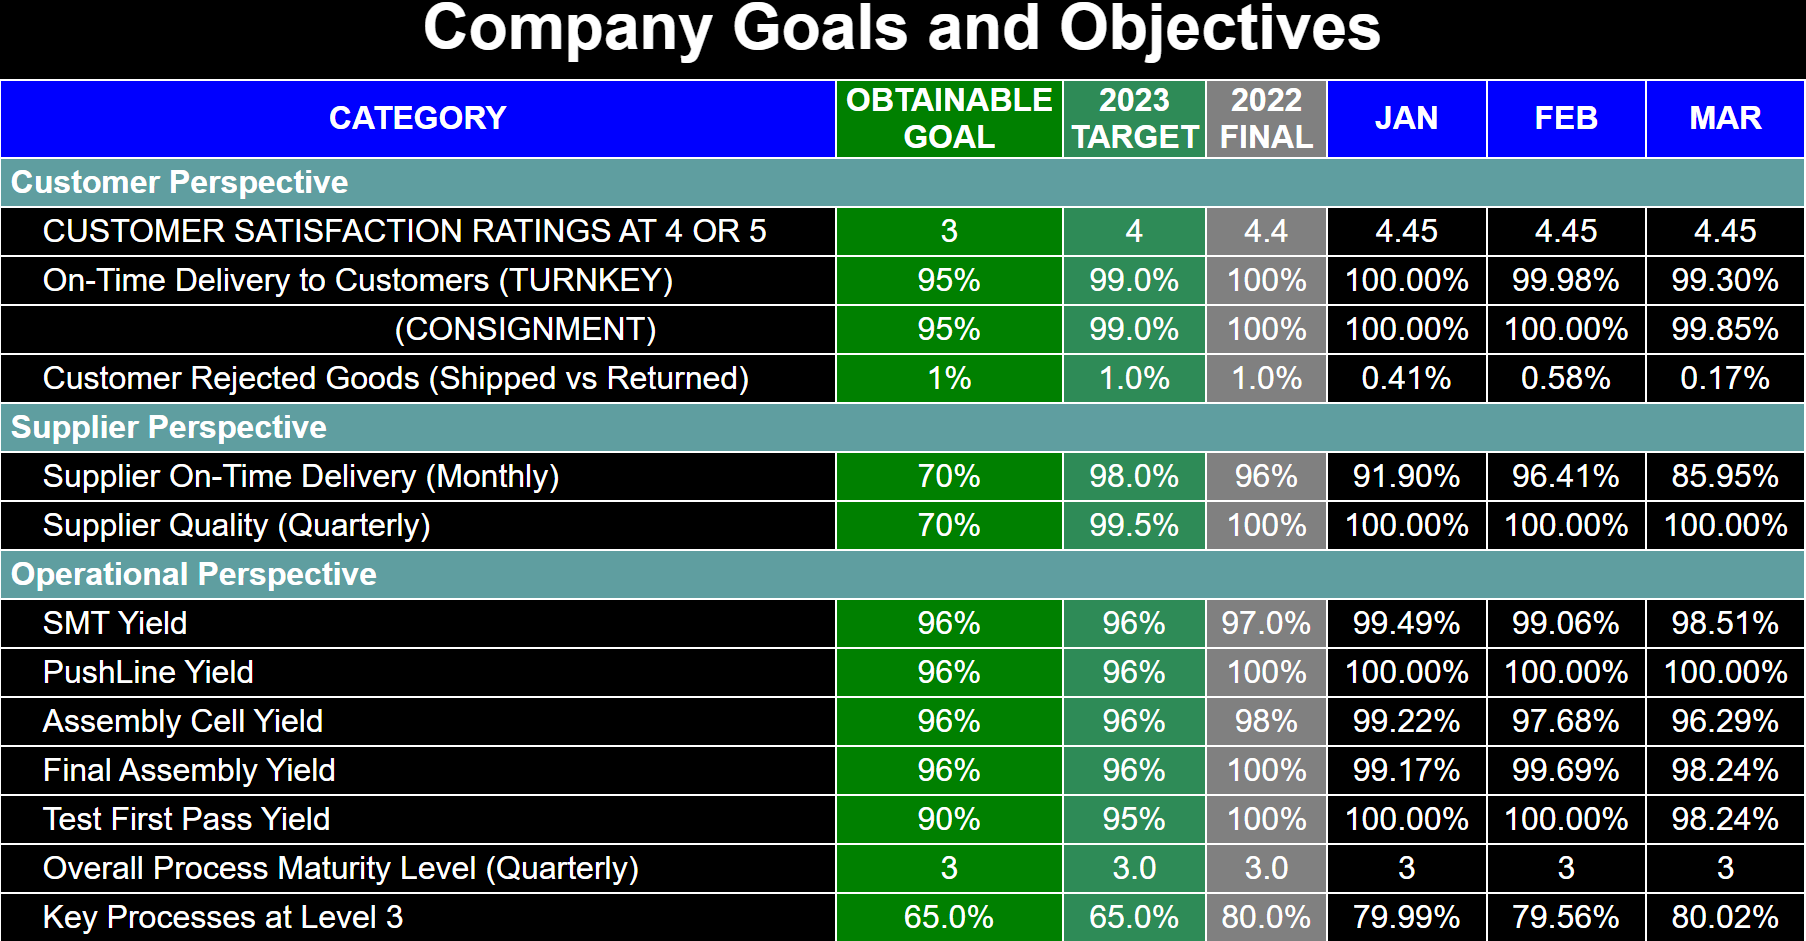 Company Goals and Objectives
CATEGORY OBTAINABLE GOAL 2023 TARGET 2022 FINAL JAN FEB MAR
Customer Perspective
CUSTOMER SATISFACTION RATINGS AT 4 OR 5 3 4 4.4 4.45 4.45 4.45
On-Time Delivery to Customers (TURNKEY) 95% 99.0% 100% 100.00% 99.98% 99.30%
(CONSIGNMENT) 95% 99.0% 100% 100.00% 100.00% 99.85%
Customer Rejected Goods (Shipped vs Returned) 1% 1.0% 1.0% 0.41% 0.58% 0.17%
Supplier Perspective
Supplier On-Time Delivery (Monthly) 70% 98.0% 96% 91.90% 96.41% 85.95%
Supplier Quality (Quarterly) 70% 99.5% 100% 100.00% 100.00% 100.00%
Operational Perspective
SMT Yield 96% 96% 97.0% 99.49% 99.06% 98.51%
PushLine Yield 96% 96% 100% 100.00% 100.00% 100.00%
Assembly Cell Yield 96% 96% 98% 99.22% 97.68% 96.29%
Final Assembly Yield 96% 96% 100% 99.17% 99.69% 98.24%
Test First Pass Yield 90% 95% 100% 100.00% 100.00% 98.24%
Overall Process Maturity Level (Quarterly) 3 3.0 3.0 3 3 3
Key Processes at Level 3 65.0% 65.0% 80.0% 79.99% 79.56% 80.02%